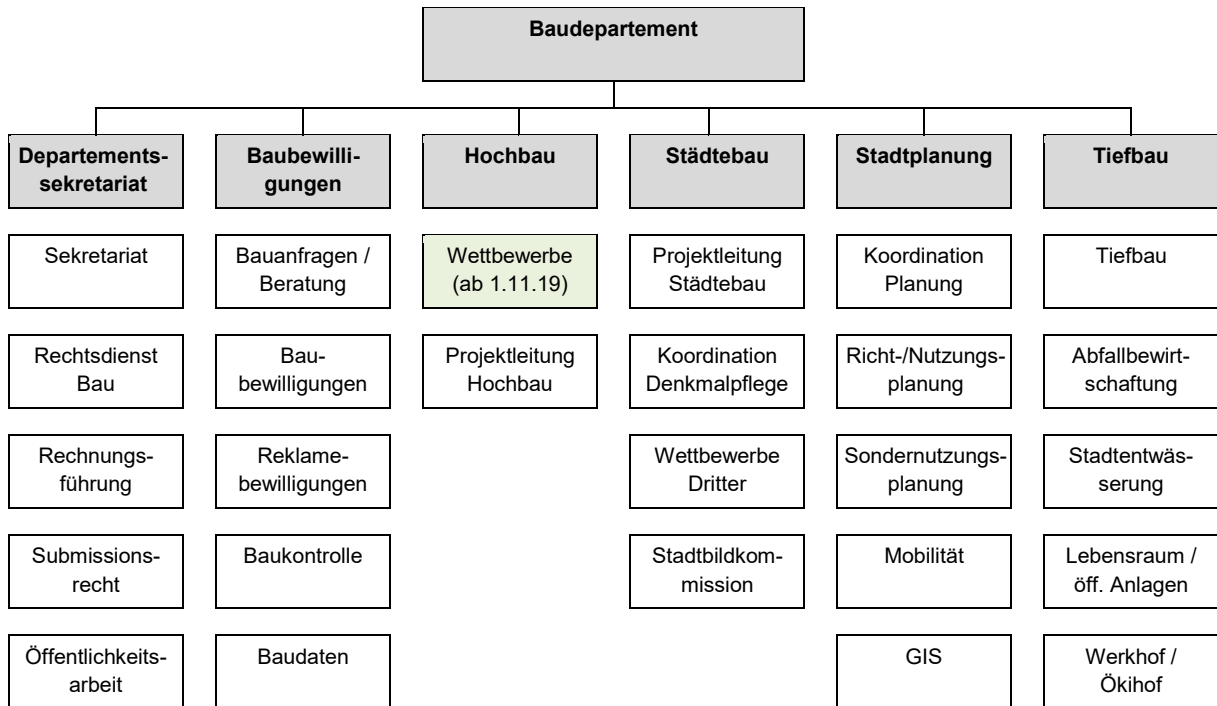 Baudepartement
Departements-
sekretariat
Baubewilli-
gungen
Hochbau
Städtebau
Stadtplanung
Tiefbau
Sekretariat
Bauanfragen /
Beratung
Wettbewerbe
(ab 1.11.19)
Projektleitung
Städtebau
Koordination
Planung
Tiefbau
Rechtsdienst
Bau
Bau-
bewilligungen
Projektleitung
Hochbau
Koordination
Denkmalpflege
Richt-/Nutzungs-
planung
Abfallbewirt-
schaftung
Rechnungs-
führung
Reklame-
bewilligungen
Wettbewerbe
Dritter
Sondernutzungs-
planung
Stadtentwäs-
serung
Submissions-
recht
Baukontrolle
Stadtbildkom-
mission
Mobilität
Lebensraum /
öff. Anlagen
Öffentlichkeits-
arbeit
Baudaten
GIS
Werkhof /
Ökihof